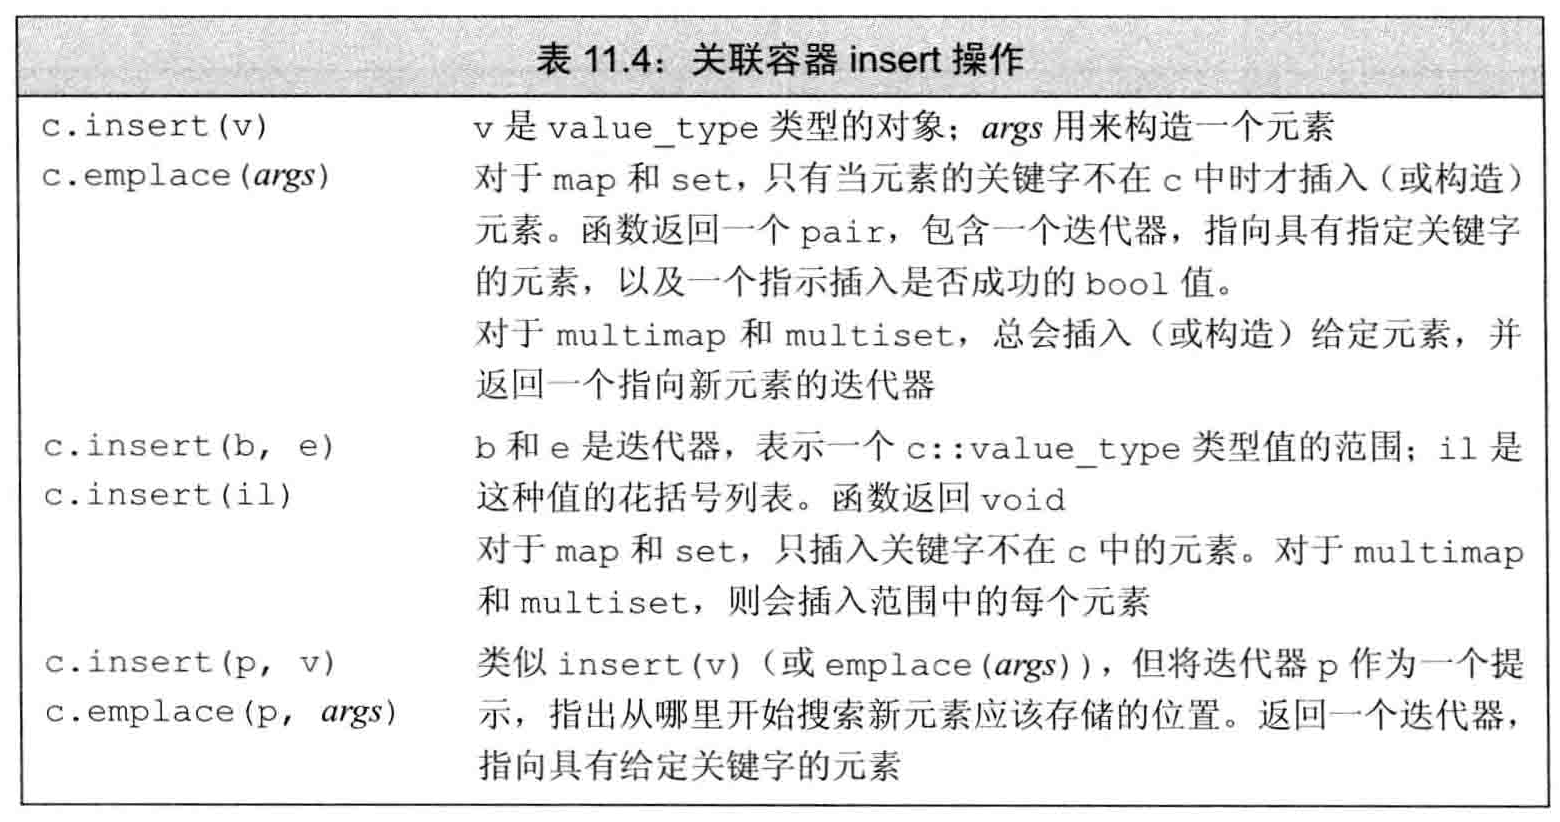 表 11.4：关联容器 insert 操作
c.insert(v) v 是 value_type 类型的对象；args 用来构造一个元素
c.emplace(args) 对于 map 和 set，只有当元素的关键字不在 c 中时才插入（或构造）
元素。函数返回一个 pair，包含一个迭代器，指向具有指定关键字
的元素，以及一个指示插入是否成功的 bool 值。
对于 multimap 和 multiset，总会插入（或构造）给定元素，并
返回一个指向新元素的迭代器
c.insert(b, e) b 和 e 是迭代器，表示一个 c::value_type 类型值的范围；il 是
c.insert(il) 这种值的花括号列表。函数返回 void
对于 map 和 set，只插入关键字不在 c 中的元素。对于 multimap
和 multiset，则会插入范围中的每个元素
c.insert(p, v) 类似 insert(v)（或 emplace(args)），但将迭代器 p 作为一个提
c.emplace(p, args) 示，指出从哪里开始搜索新元素应该存储的位置。返回一个迭代器，
指向具有给定关键字的元素